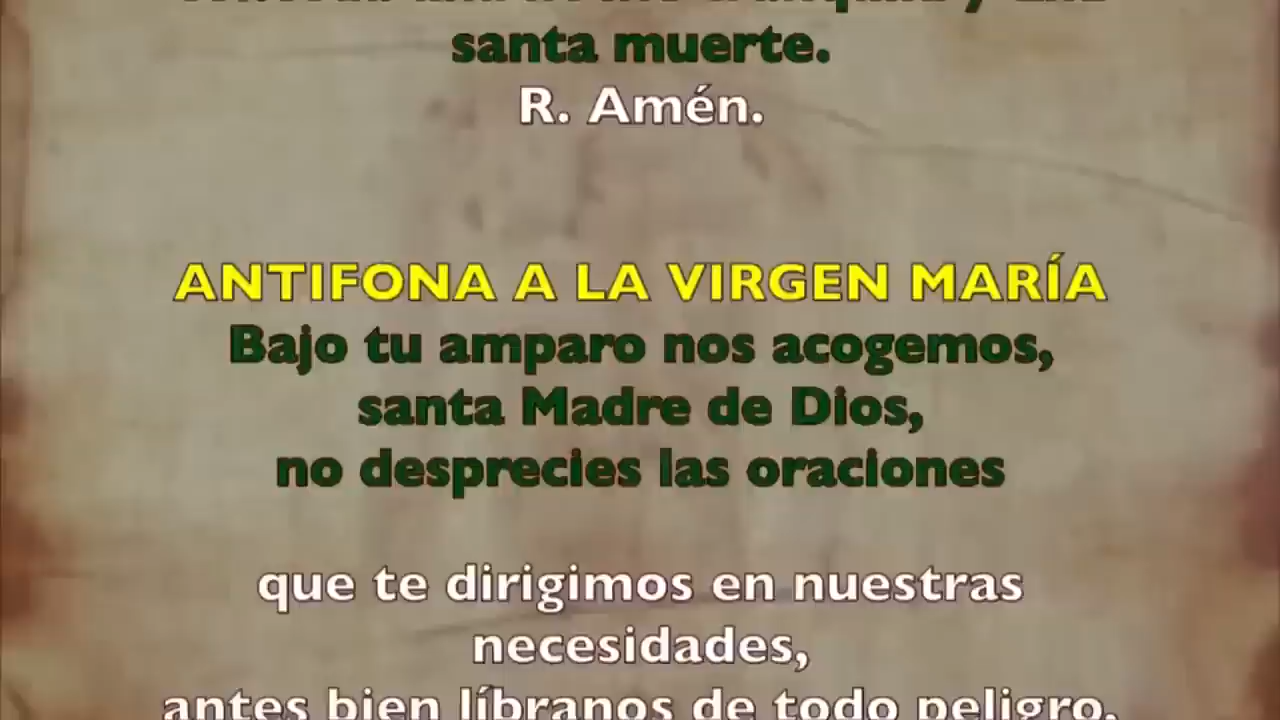 santa muerte.
R. Amén.
ANTIFONA A LA VIRGEN MARÍA
Bajo tu amparo nos acogemos,
santa Madre de Dios,
no desprecies las oraciones
que te dirigimos en nuestras
necesidades,
antes bien líbranos de todo peligro,